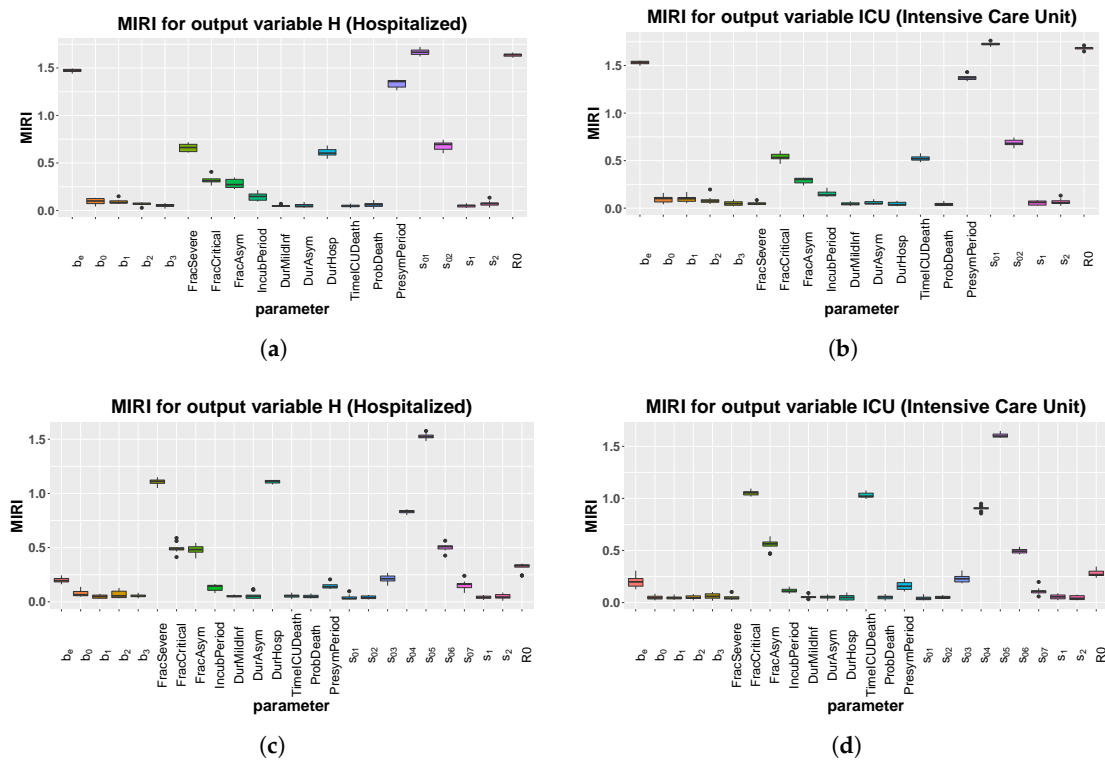 MIRI for output variable H (Hospitalized)
MIRI
1.5
1.0
0.5
0.0
b_e b_0 b_1 b_2 b_3 FracSevere FracCritical FracAsym IncubPeriod DurMildInf DurAsym DurHosp TimeICUDeath ProbDeath PresymPeriod s_01 s_02 s_1 s_2 R0
parameter
(a)
MIRI for output variable ICU (Intensive Care Unit)
MIRI
1.5
1.0
0.5
0.0
b_e b_0 b_1 b_2 b_3 FracSevere FracCritical FracAsym IncubPeriod DurMildInf DurAsym DurHosp TimeICUDeath ProbDeath PresymPeriod s_01 s_02 s_1 s_2 R0
parameter
(b)
MIRI for output variable H (Hospitalized)
MIRI
1.5
1.0
0.5
0.0
b_e b_0 b_1 b_2 b_3 FracSevere FracCritical FracAsym IncubPeriod DurMildInf DurAsym DurHosp TimeICUDeath ProbDeath PresymPeriod s_01 s_02 s_03 s_04 s_05 s_06 s_07 s_1 s_2 R0
parameter
(c)
MIRI for output variable ICU (Intensive Care Unit)
MIRI
1.5
1.0
0.5
0.0
b_e b_0 b_1 b_2 b_3 FracSevere FracCritical FracAsym IncubPeriod DurMildInf DurAsym DurHosp TimeICUDeath ProbDeath PresymPeriod s_01 s_02 s_03 s_04 s_05 s_06 s_07 s_1 s_2 R0
parameter
(d)